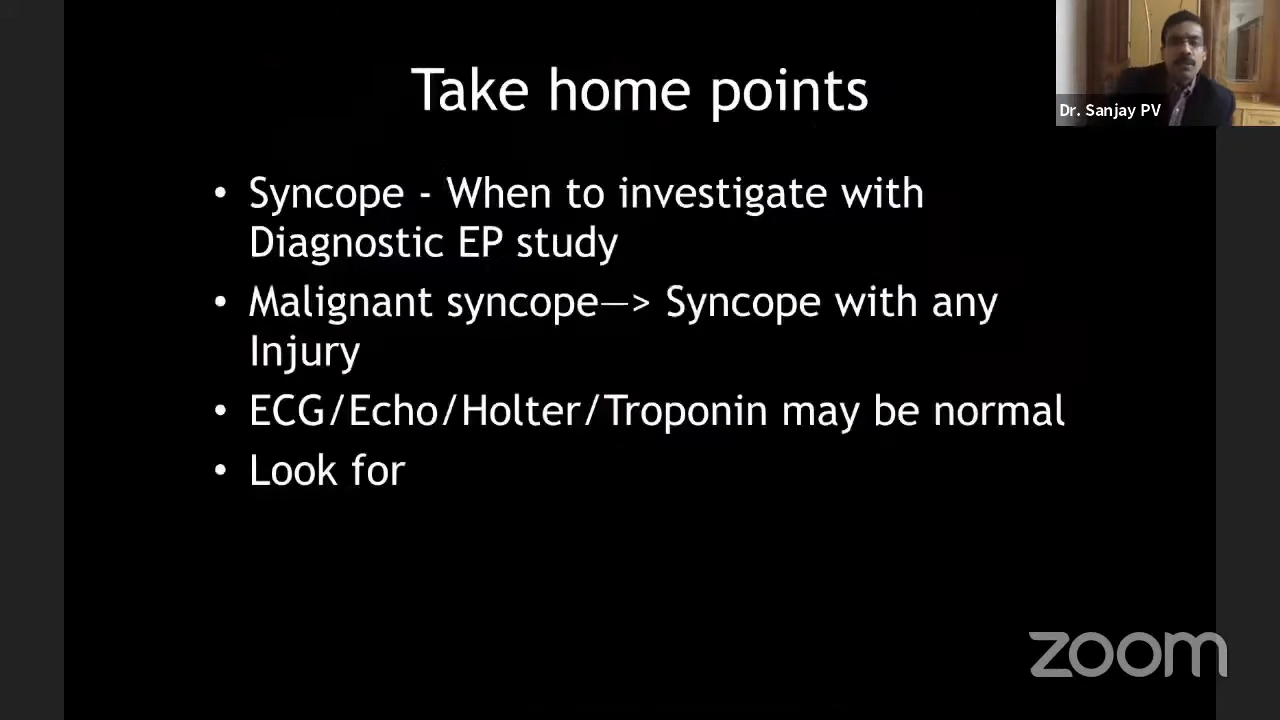 Take home points
Dr. Sanjay PV
• Syncope - When to investigate with
Diagnostic EP study
• Malignant syncope—> Syncope with any
Injury
• ECG/Echo/Holter/Troponin may be normal
• Look for
zoom